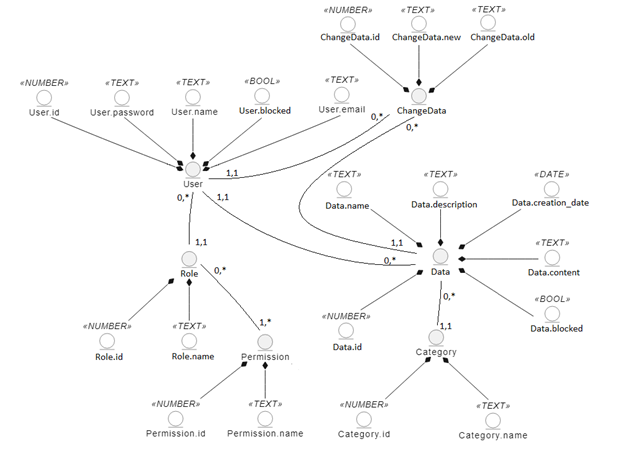 «NUMBER» «TEXT» «TEXT»
ChangeData.id ChangeData.new ChangeData.old
«NUMBER» «TEXT» «TEXT» «BOOL» «TEXT»
User.id User.password User.name User.blocked User.email
ChangeData
0,* 0,*
User
1,1
0,* 1,1
«TEXT» «TEXT» «DATE»
Data.name Data.description Data.creation_date
1,1
1,1
0,*
Role
0,*
Data
«TEXT»
Data.content
0,*
«NUMBER» «TEXT»
Role.id Role.name
1,*
Permission
«NUMBER»
Data.id
1,1
Category
«BOOL»
Data.blocked
«NUMBER» «TEXT»
Permission.id Permission.name
«NUMBER» «TEXT»
Category.id Category.name